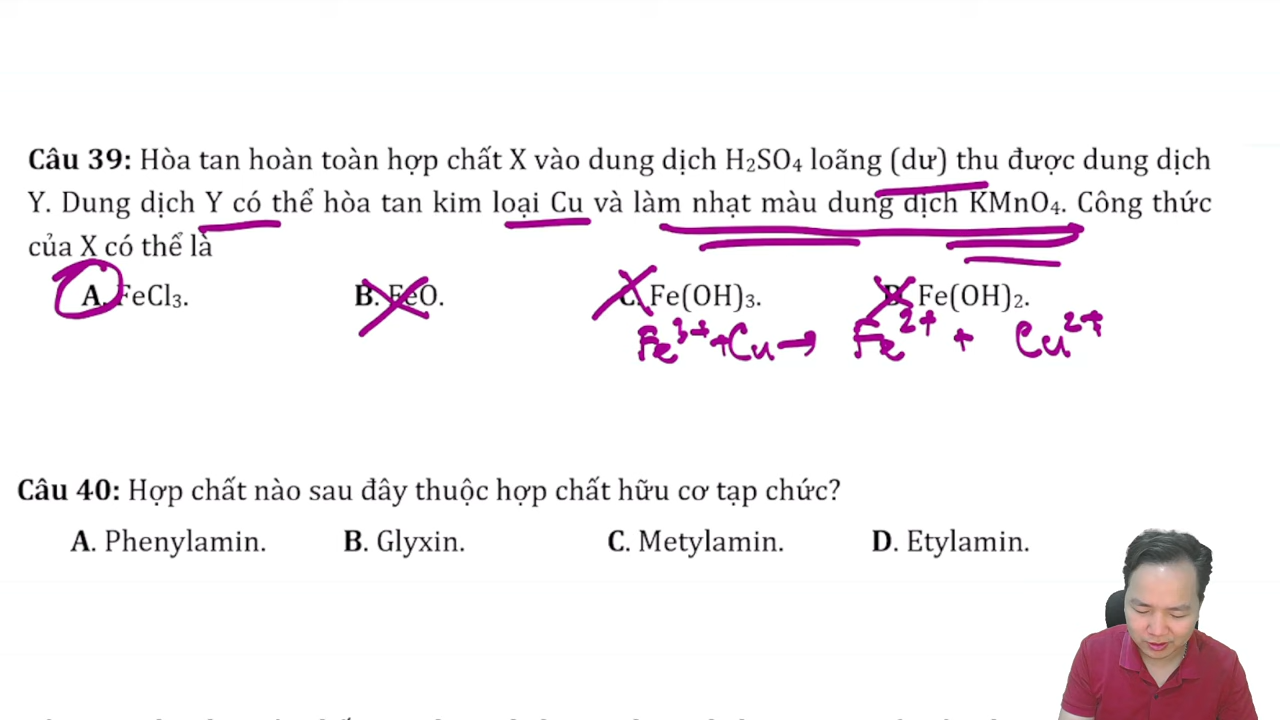 Câu 39: Hòa tan hoàn toàn hợp chất X vào dung dịch H₂SO₄ loãng (dư) thu được dung dịch
Y. Dung dịch Y có thể hòa tan kim loại Cu và làm nhạt màu dung dịch KMnO₄. Công thức
của X có thể là
A. FeCl₃. B. FeO. C. Fe(OH)₃. D. Fe(OH)₂.
Fe³⁺ + Cu → Fe²⁺ + Cu²⁺
Câu 40: Hợp chất nào sau đây thuộc hợp chất hữu cơ tạp chức?
A. Phenylamin. B. Glyxin. C. Metylamin. D. Etylamin.